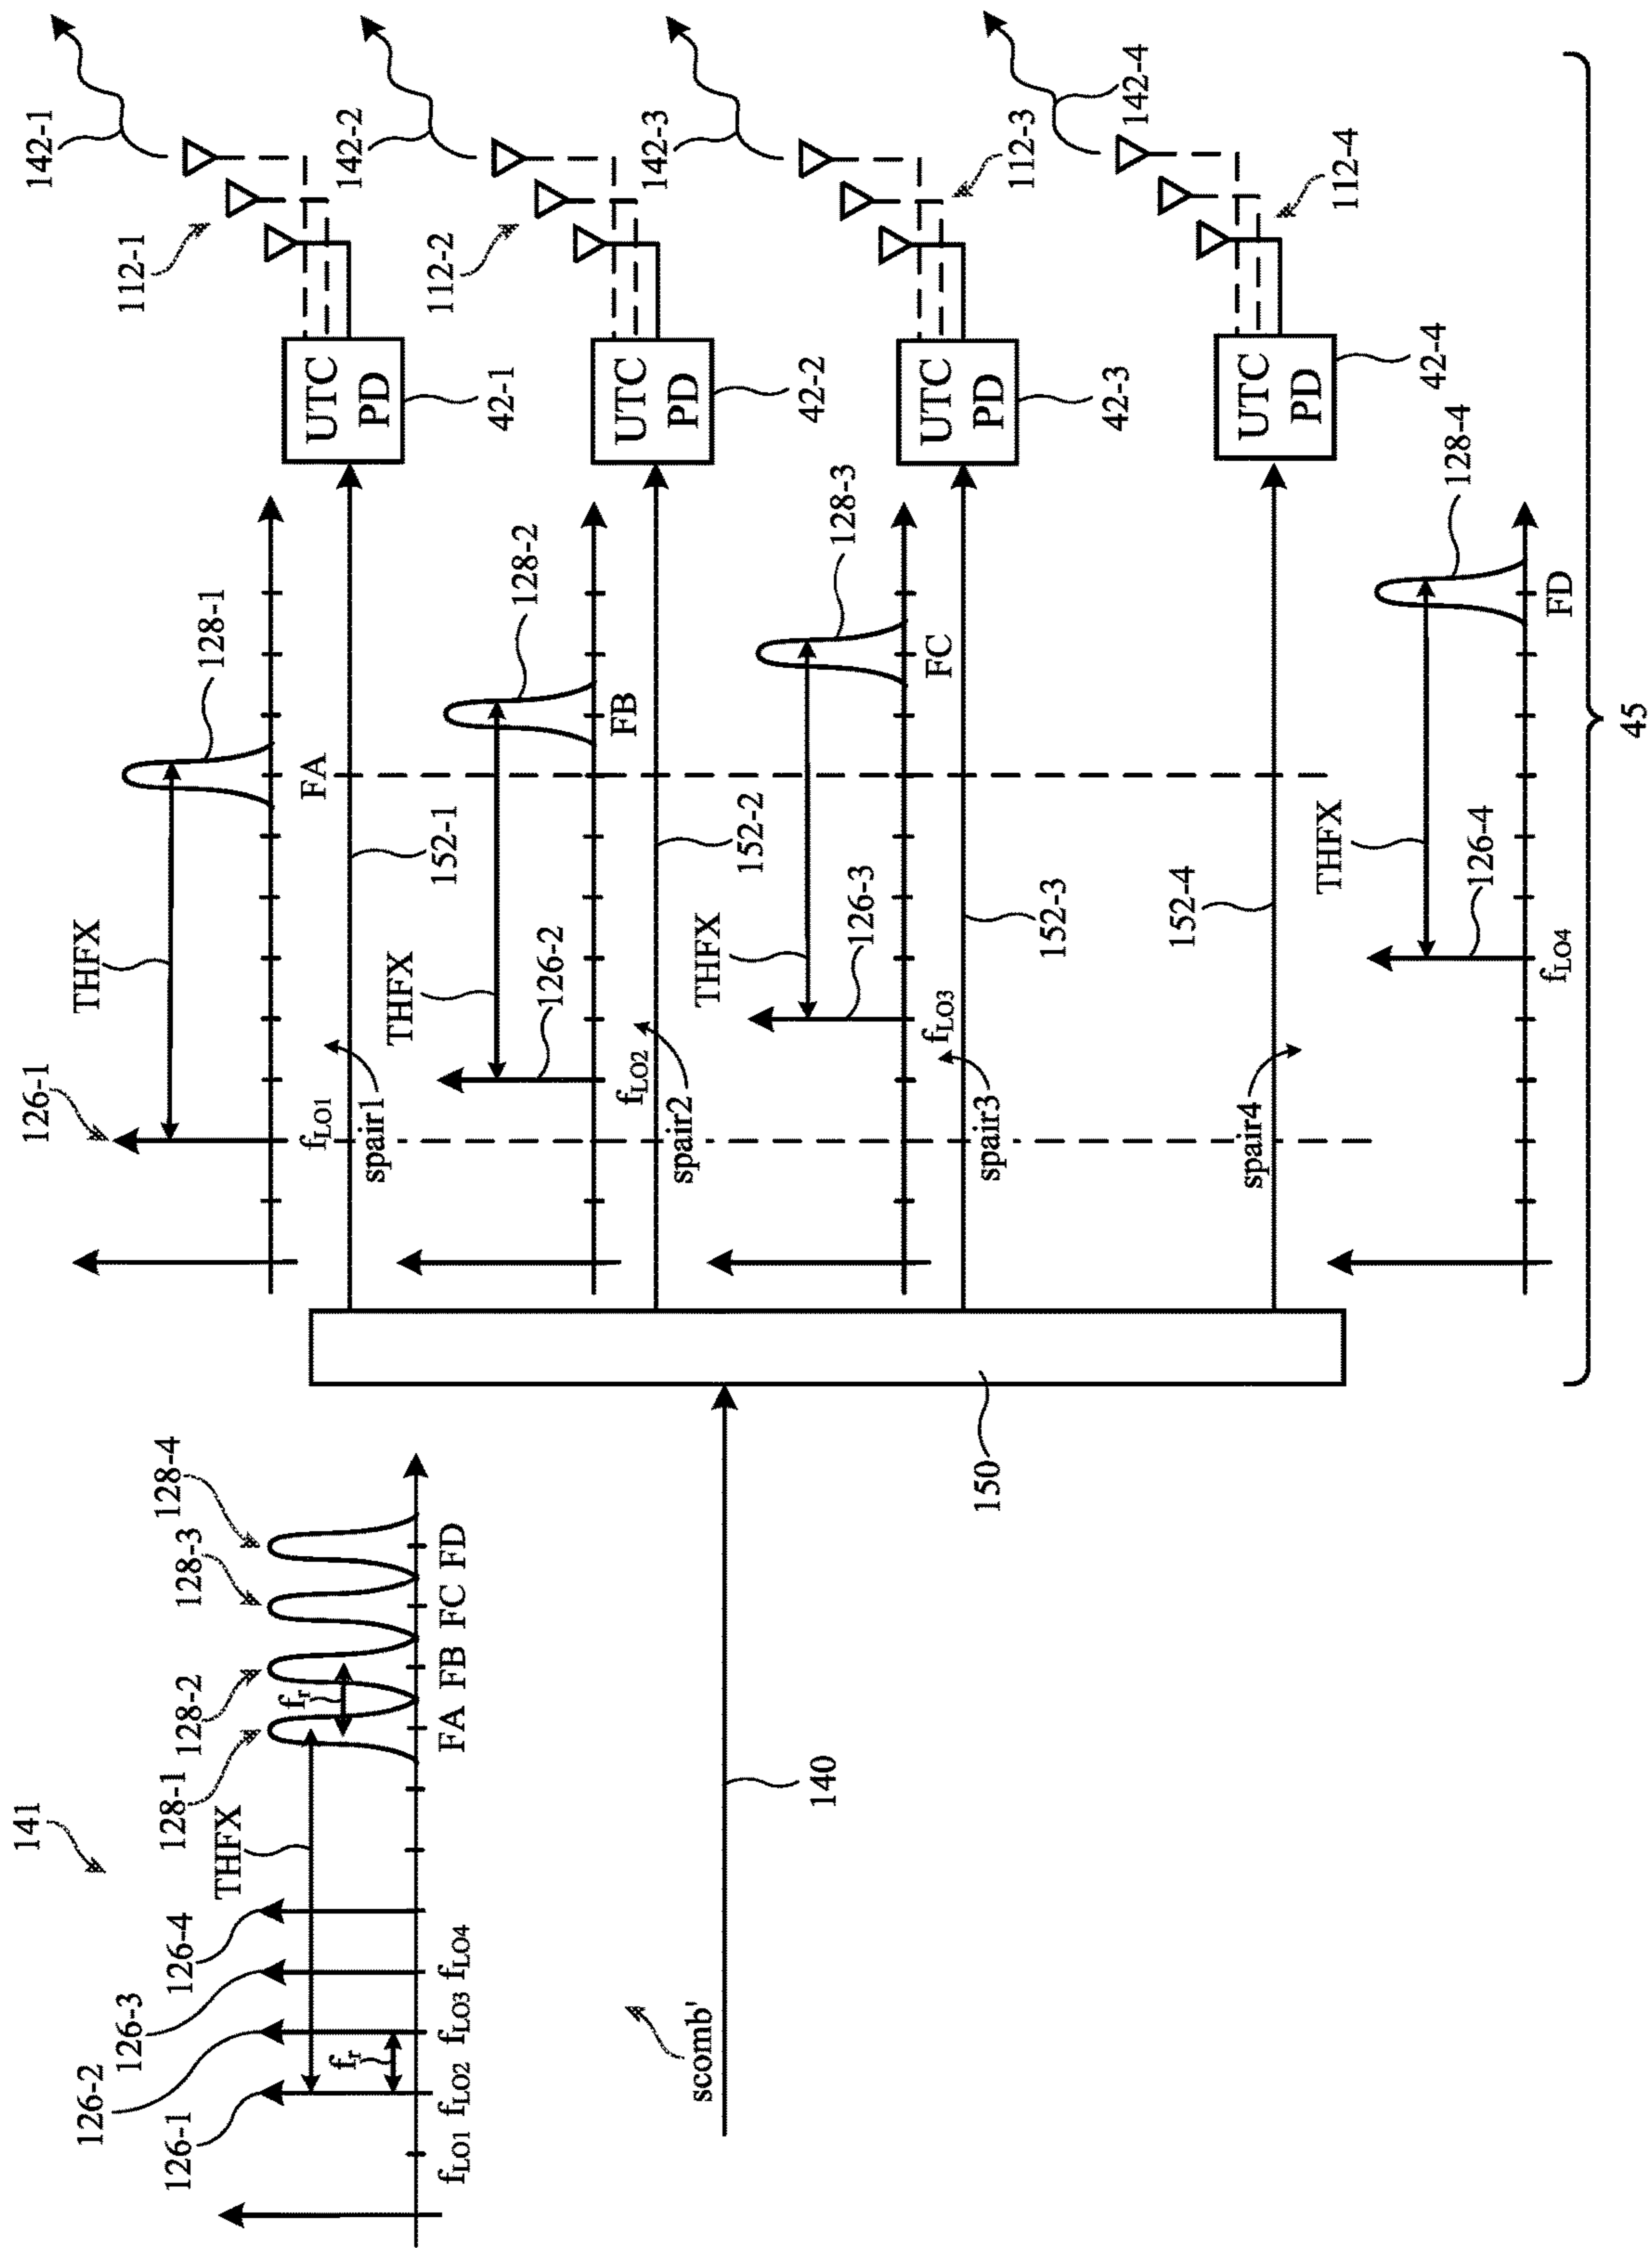 141
126-1
126-2
126-3
126-4
THFX
128-1
128-2
128-3
128-4
fr
fr
fLO1 fLO2 fLO3 fLO4
FA FB FC FD
scomb'
140
150
126-1
THFX
128-1
fLO1
FA
spair1
152-1
UTC
PD
42-1
112-1
142-1
THFX
126-2
128-2
fLO2
FB
spair2
152-2
UTC
PD
42-2
112-2
142-2
THFX
126-3
128-3
fLO3
FC
spair3
152-3
UTC
PD
42-3
112-3
142-3
spair4
152-4
UTC
PD
42-4
112-4
142-4
THFX
126-4
128-4
fLO4
FD
45